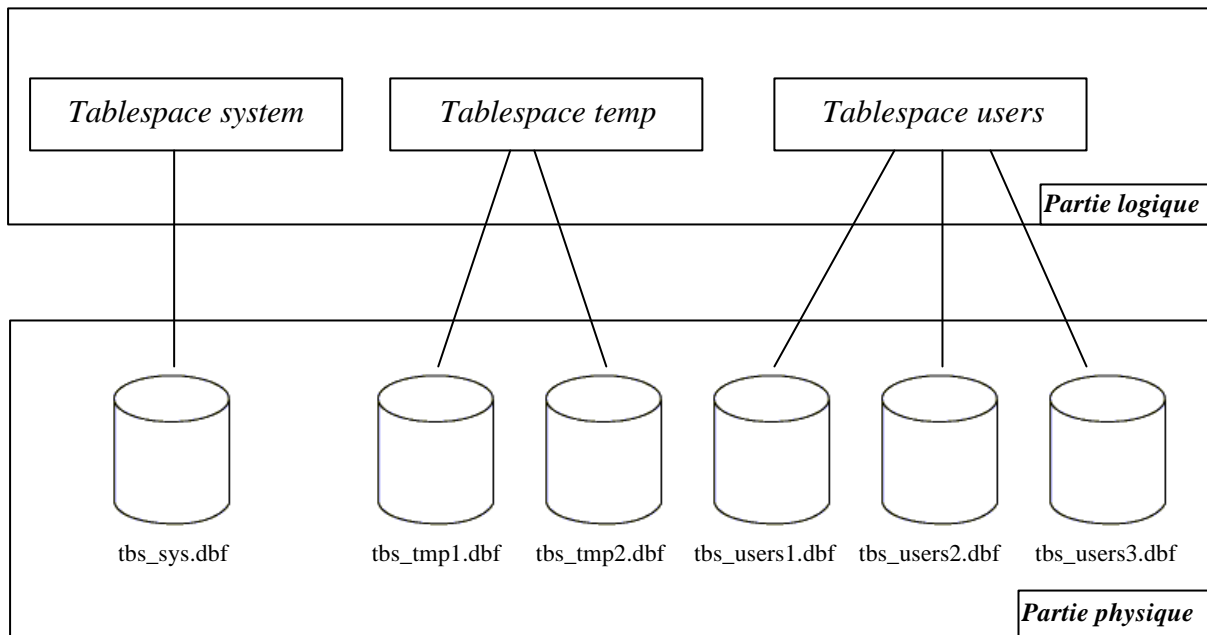 Tablespace system
Tablespace temp
Tablespace users
Partie logique
tbs_sys.dbf
tbs_tmp1.dbf
tbs_tmp2.dbf
tbs_users1.dbf
tbs_users2.dbf
tbs_users3.dbf
Partie physique